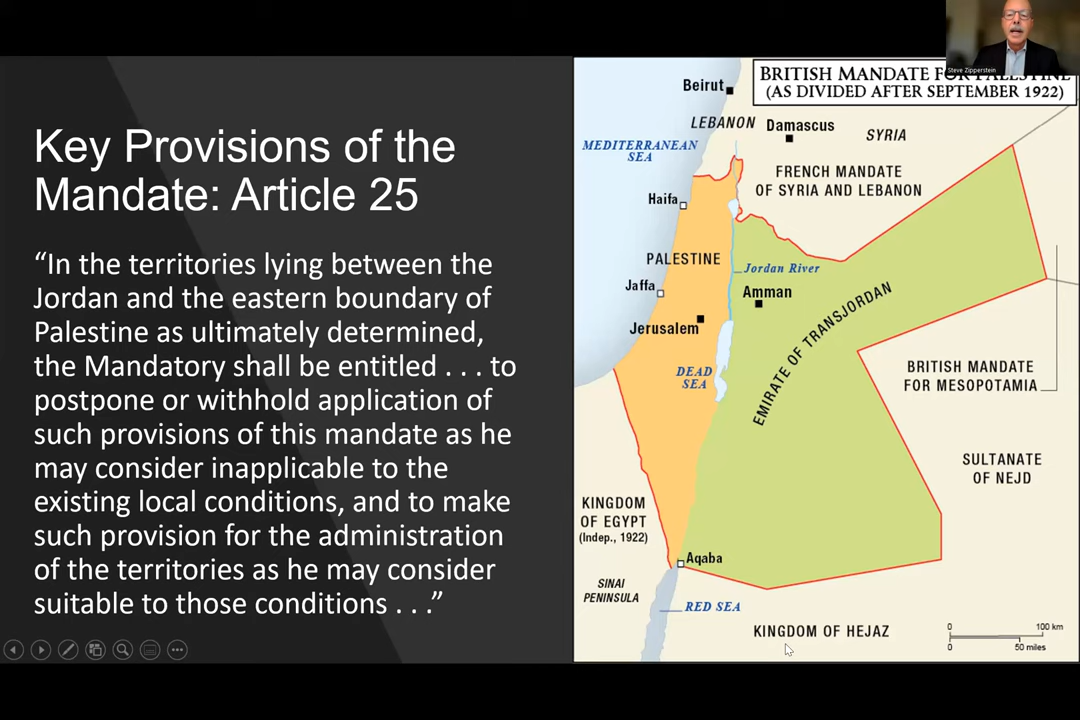 Steve Zipperstein
Key Provisions of the
Mandate: Article 25
“In the territories lying between the
Jordan and the eastern boundary of
Palestine as ultimately determined,
the Mandatory shall be entitled . . . to
postpone or withhold application of
such provisions of this mandate as he
may consider inapplicable to the
existing local conditions, and to make
such provision for the administration
of the territories as he may consider
suitable to those conditions . . .”
BRITISH MANDATE FOR PALESTINE
(AS DIVIDED AFTER SEPTEMBER 1922)
Beirut
LEBANON
Damascus
SYRIA
MEDITERRANEAN
SEA
FRENCH MANDATE
OF SYRIA AND LEBANON
Haifa
PALESTINE
Jordan River
Jaffa
Amman
Jerusalem
EMIRATE OF TRANSJORDAN
DEAD
SEA
BRITISH MANDATE
FOR MESOPOTAMIA
SULTANATE
OF NEJD
KINGDOM
OF EGYPT
(Indep., 1922)
Aqaba
SINAI
PENINSULA
RED SEA
KINGDOM OF HEJAZ
0 100 km
0 50 miles